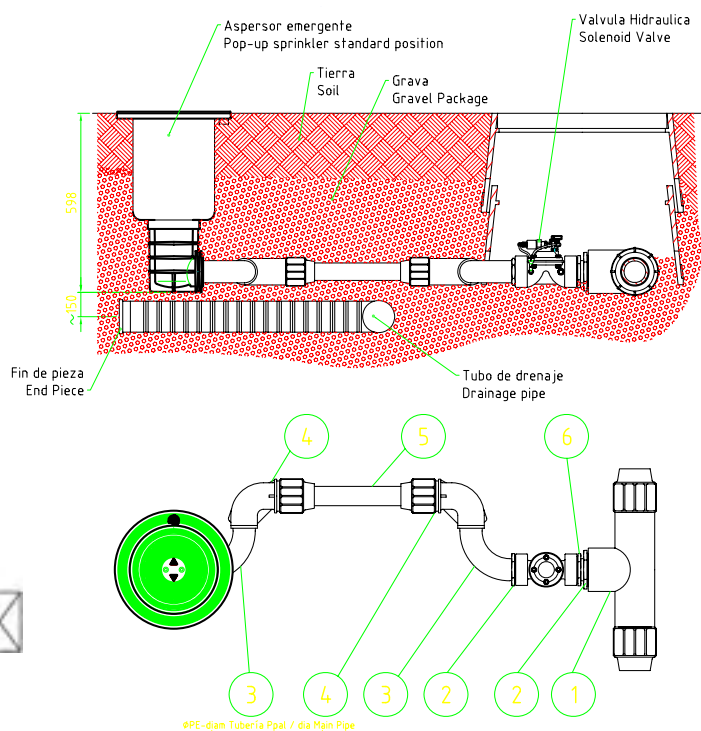 Aspersor emergente
Pop-up sprinkler standard position
Valvula Hidraulica
Solenoid Valve
Tierra
Soil
Grava
Gravel Package
598
~150
Fin de pieza
End Piece
Tubo de drenaje
Drainage pipe
4
5
6
3
4
3
2
2
1
ΦPE-diam.Tubería Ppal / dia Main Pipe